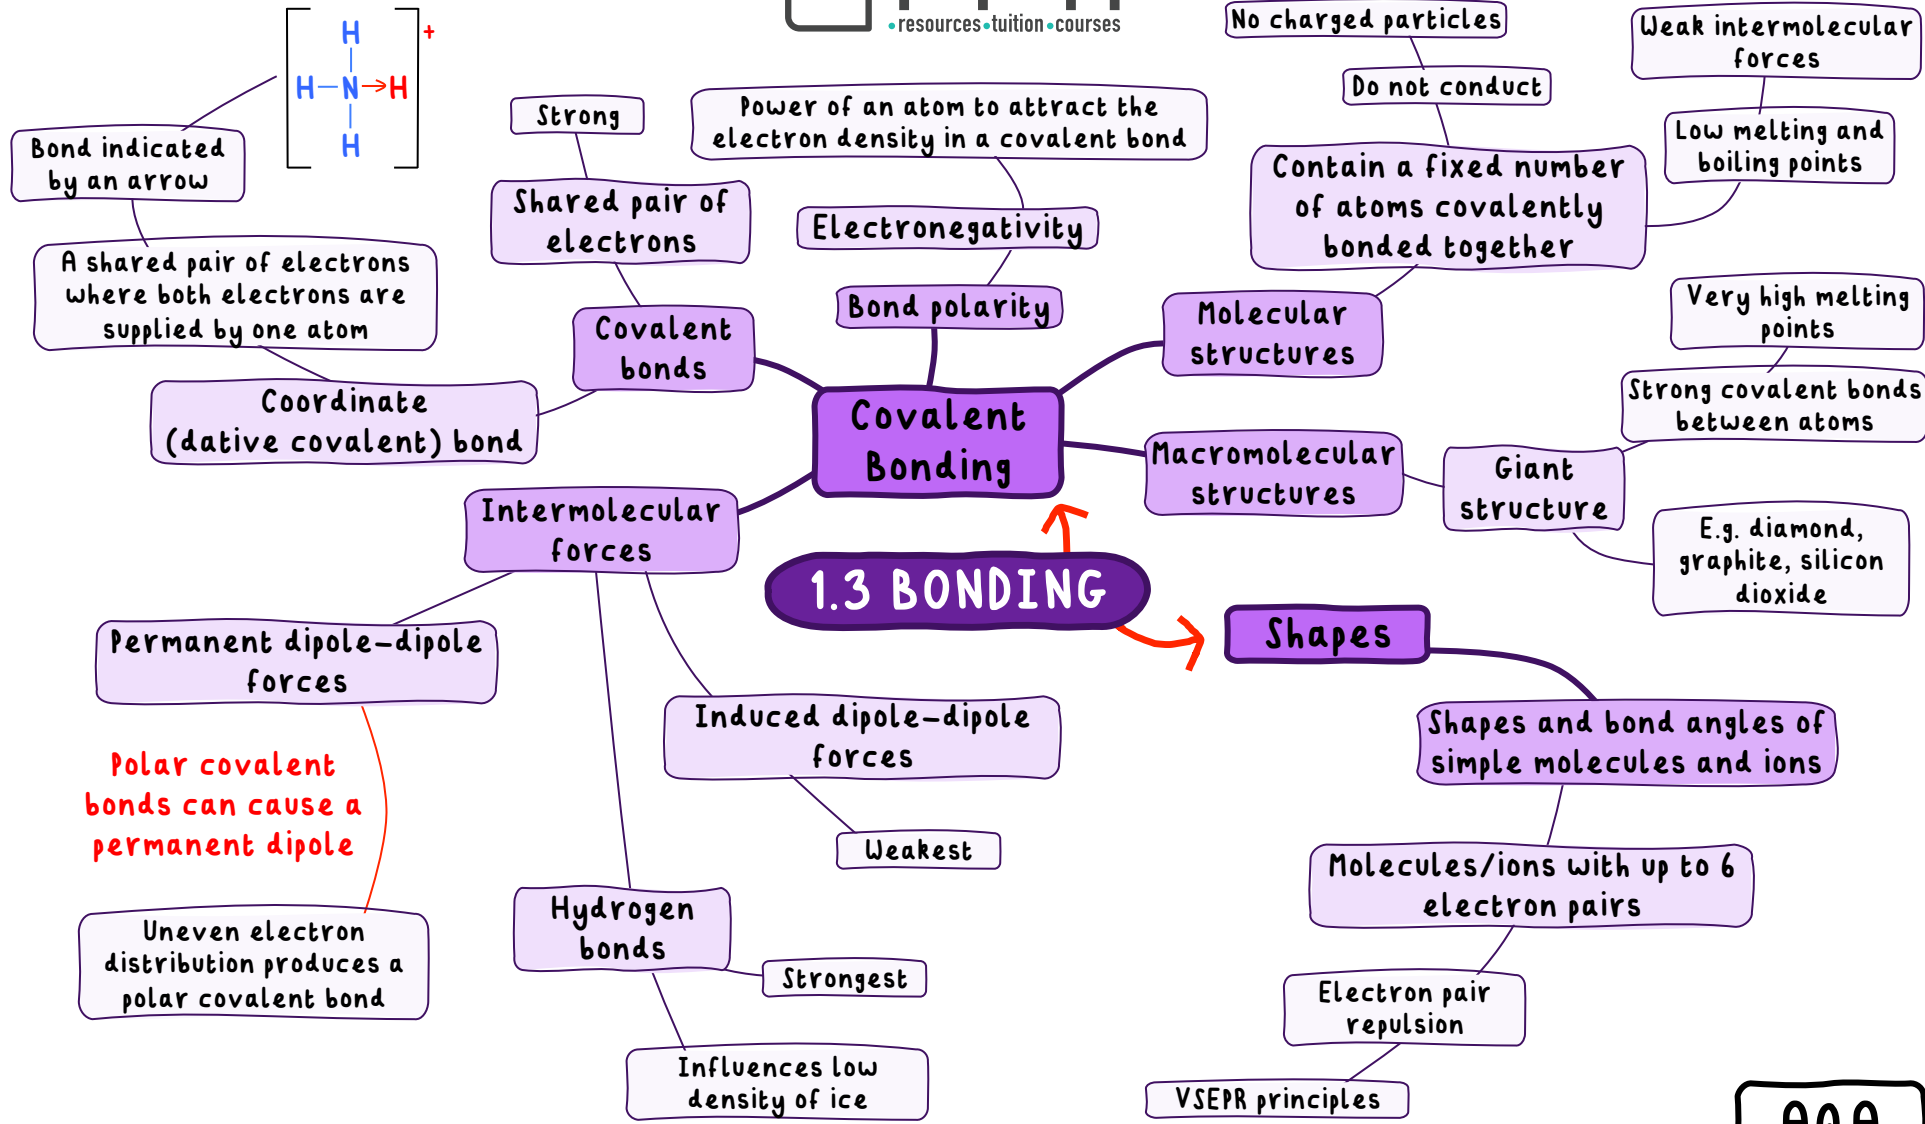 •resources•tuition•courses
H
H N H
H
+
Bond indicated
by an arrow
A shared pair of electrons
where both electrons are
supplied by one atom
Coordinate
(dative covalent) bond
Strong
Shared pair of
electrons
Covalent
bonds
Power of an atom to attract the
electron density in a covalent bond
Electronegativity
Bond polarity
No charged particles
Do not conduct
Contain a fixed number
of atoms covalently
bonded together
Weak intermolecular
forces
Low melting and
boiling points
Molecular
structures
Very high melting
points
Strong covalent bonds
between atoms
Covalent
Bonding
Macromolecular
structures
Giant
structure
E.g. diamond,
graphite, silicon
dioxide
Intermolecular
forces
1.3 BONDING
Shapes
Permanent dipole-dipole
forces
Polar covalent
bonds can cause a
permanent dipole
Uneven electron
distribution produces a
polar covalent bond
Induced dipole-dipole
forces
Weakest
Hydrogen
bonds
Strongest
Influences low
density of ice
Shapes and bond angles of
simple molecules and ions
Molecules/ions with up to 6
electron pairs
Electron pair
repulsion
VSEPR principles